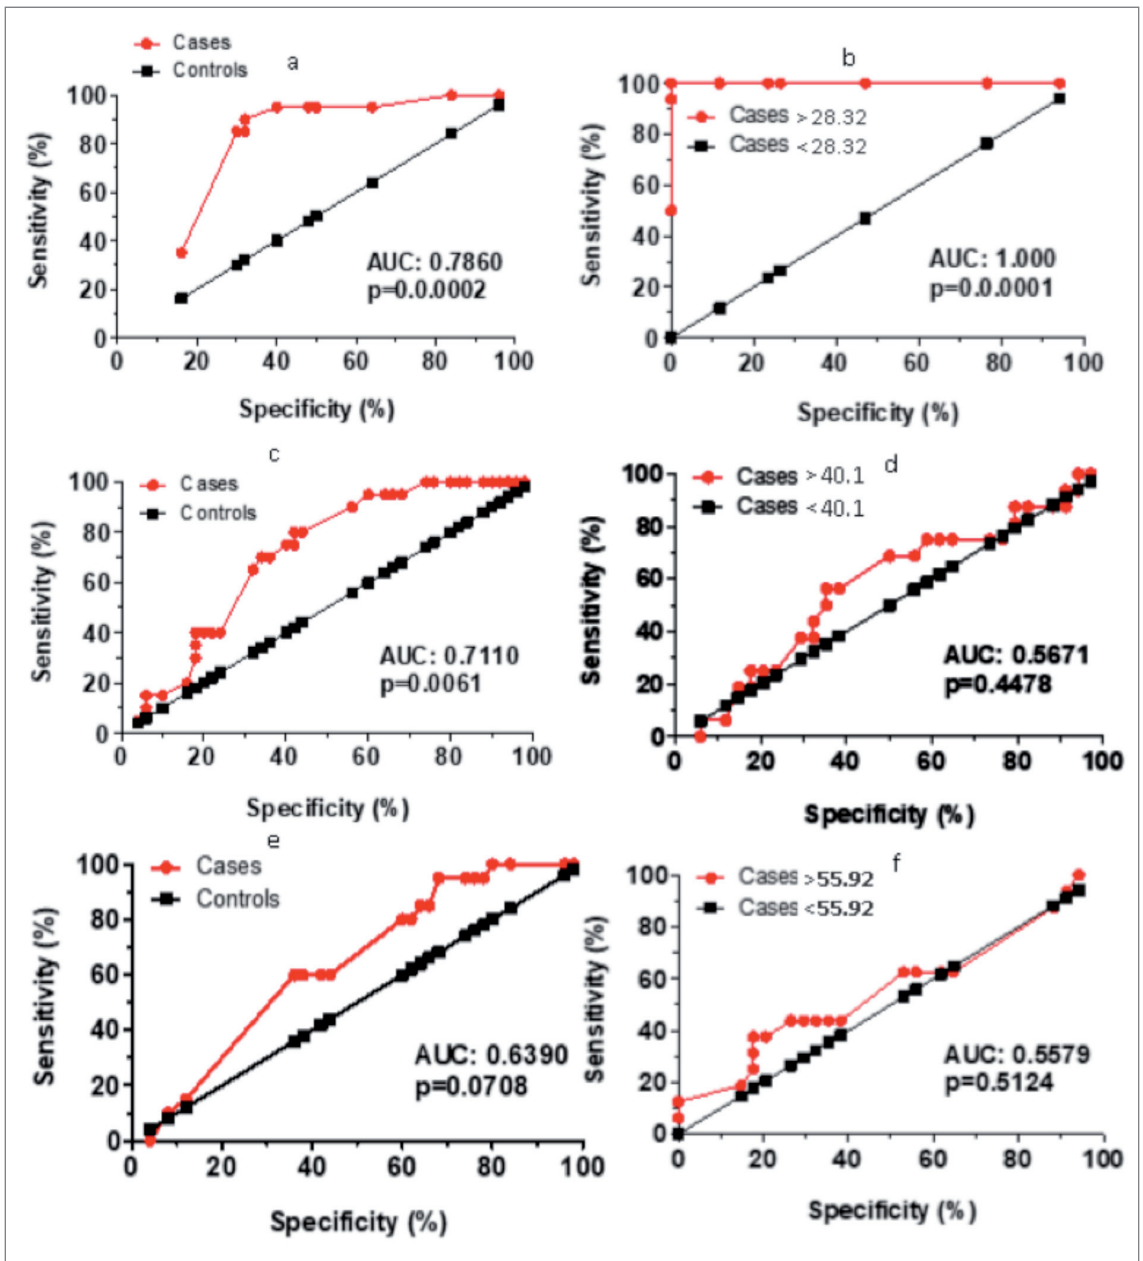 Cases
Controls
a
100
80
60
40
20
0
Sensitivity (%)
AUC: 0.7860
p=0.0.0002
0 20 40 60 80 100
Specificity (%)
b
Cases >28.32
Cases <28.32
100
80
60
40
20
0
Sensitivity (%)
AUC: 1.000
p=0.0.0001
0 20 40 60 80 100
Specificity (%)
c
Cases
Controls
100
80
60
40
20
0
Sensitivity (%)
AUC: 0.7110
p=0.0061
0 20 40 60 80 100
Specificity (%)
d
Cases >40.1
Cases <40.1
100
80
60
40
20
0
Sensitivity (%)
AUC: 0.5671
p=0.4478
0 20 40 60 80 100
Specificity (%)
e
Cases
Controls
100
80
60
40
20
0
Sensitivity (%)
AUC: 0.6390
p=0.0708
0 20 40 60 80 100
Specificity (%)
f
Cases >55.92
Cases <55.92
100
80
60
40
20
0
Sensitivity (%)
AUC: 0.5579
p=0.5124
0 20 40 60 80 100
Specificity (%)